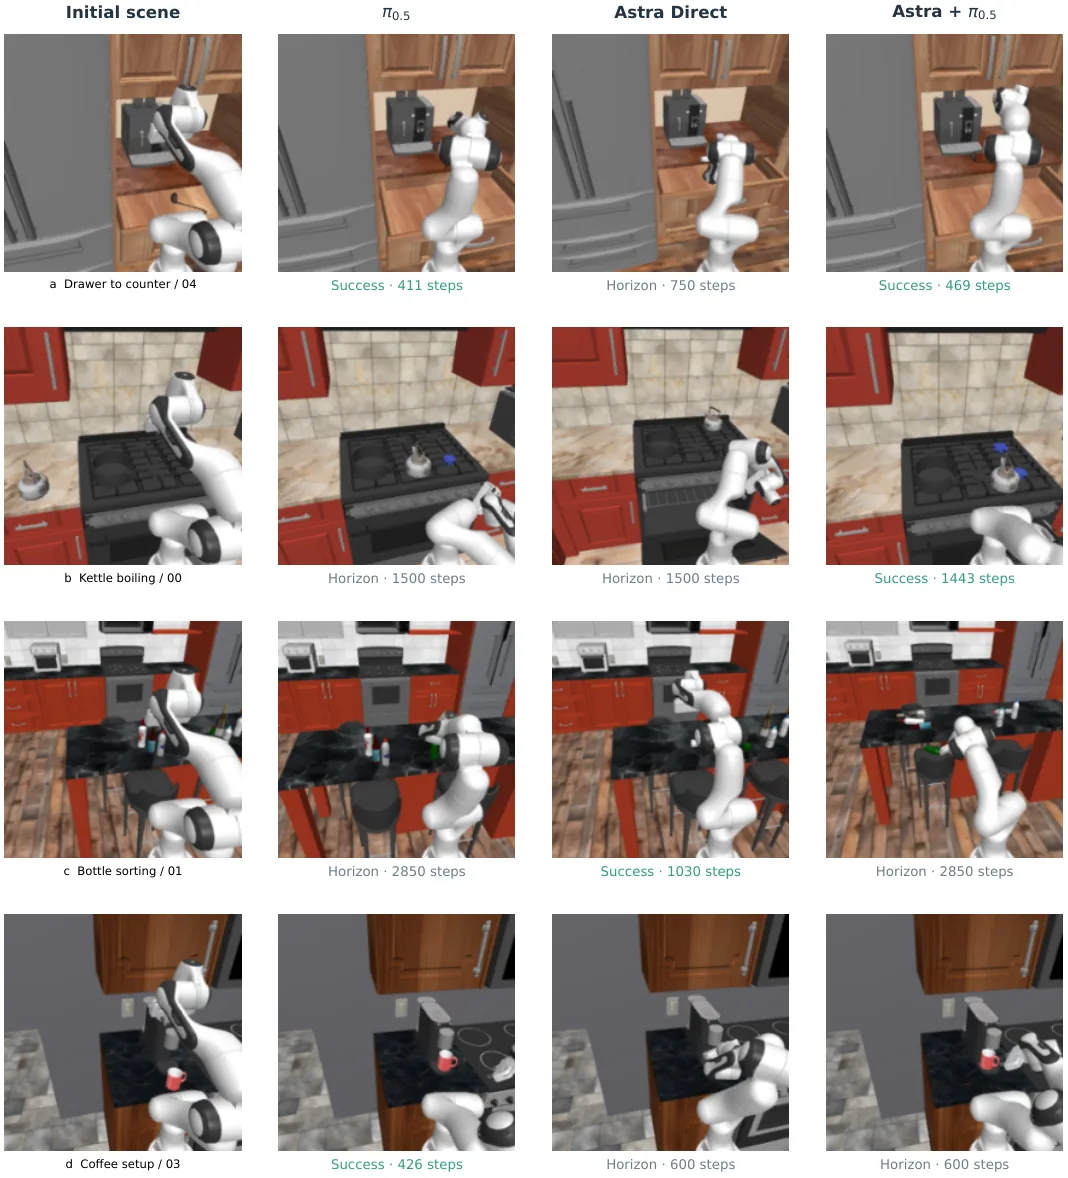 Initial scene π0.5 Astra Direct Astra + π0.5
a Drawer to counter / 04 Success · 411 steps Horizon · 750 steps Success · 469 steps
b Kettle boiling / 00 Horizon · 1500 steps Horizon · 1500 steps Success · 1443 steps
c Bottle sorting / 01 Horizon · 2850 steps Success · 1030 steps Horizon · 2850 steps
d Coffee setup / 03 Success · 426 steps Horizon · 600 steps Horizon · 600 steps